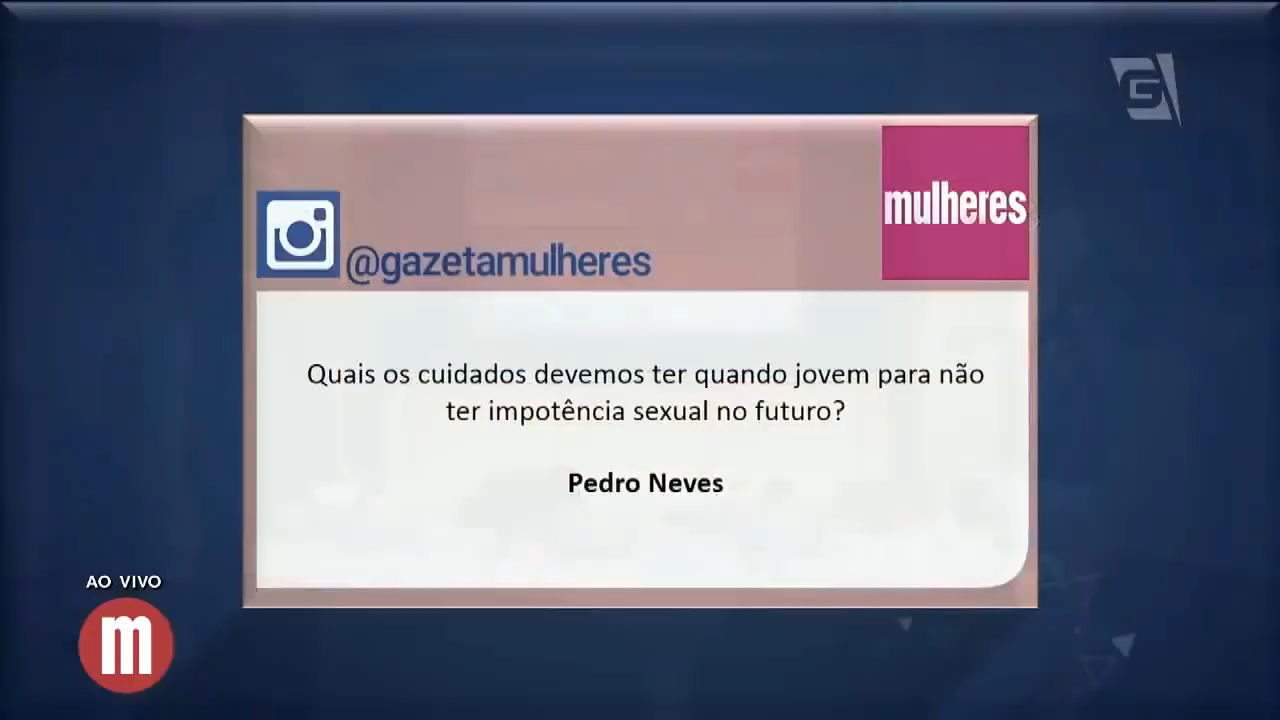 mulheres
@gazetamulheres
Quais os cuidados devemos ter quando jovem para não
ter impotência sexual no futuro?
Pedro Neves
AO VIVO
m